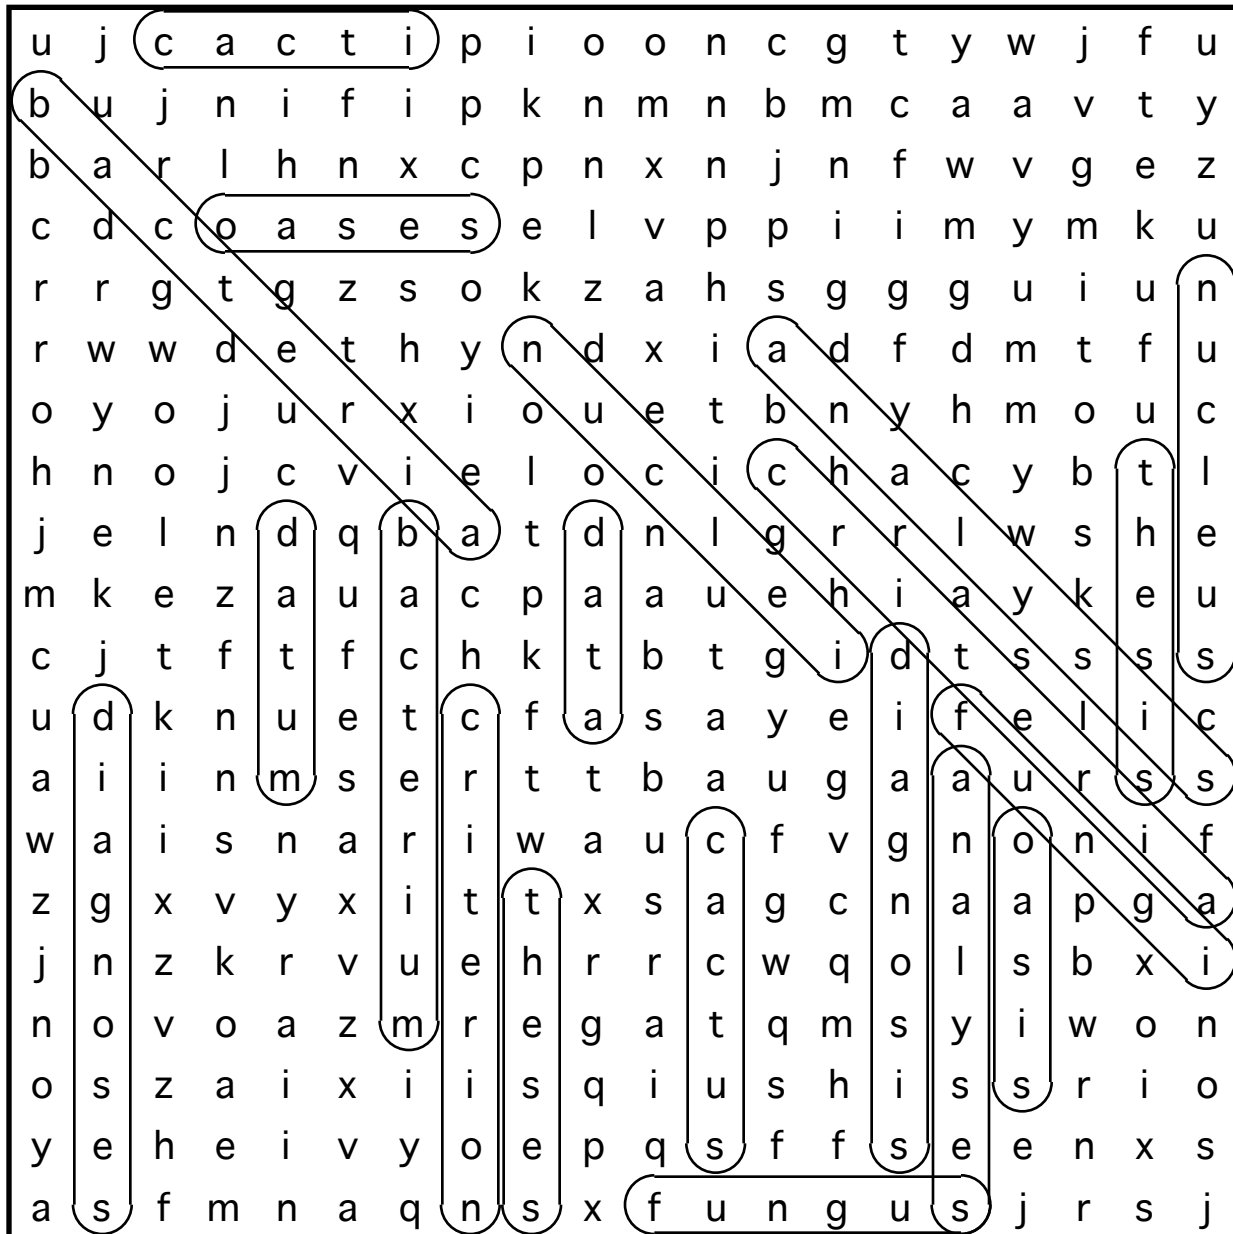 u j c a c t i p i o o n c g t y w j f u
b u j n i f i p k n m n b m c a a v t y
b a r l h n x c p n x n j n f w v g e z
c d c o a s e s e l v p p i i m y m k u
r r g t g z s o k z a h s g g g u i u n
r w w d e t h y n d x i a d f d m t f u
o y o j u r x i o u e t b n y h m o u c
h n o j c v i e l o c i c h a c y b t l
j e l n d q b a t d n l g r r l w s h e
m k e z a u a c p a a u e h i a y k e u
c j t f t f c h k t b t g i d t s s s s
u d k n u e t c f a s a y e i f e l i c
a i i n m s e r t t b a u g a a u r s s
w a i s n a r i w a u c f v g n o n i f
z g x v y x i t t x s a g c n a a p g a
j n z k r v u e h r r c w q o l s b x i
n o v o a z m r e g a t q m s y i w o n
o s z a i x i i s q i u s h i s s r i o
y e h e i v y o e p q s f f s e e n x s
a s f m n a q n s x f u n g u s j r s j